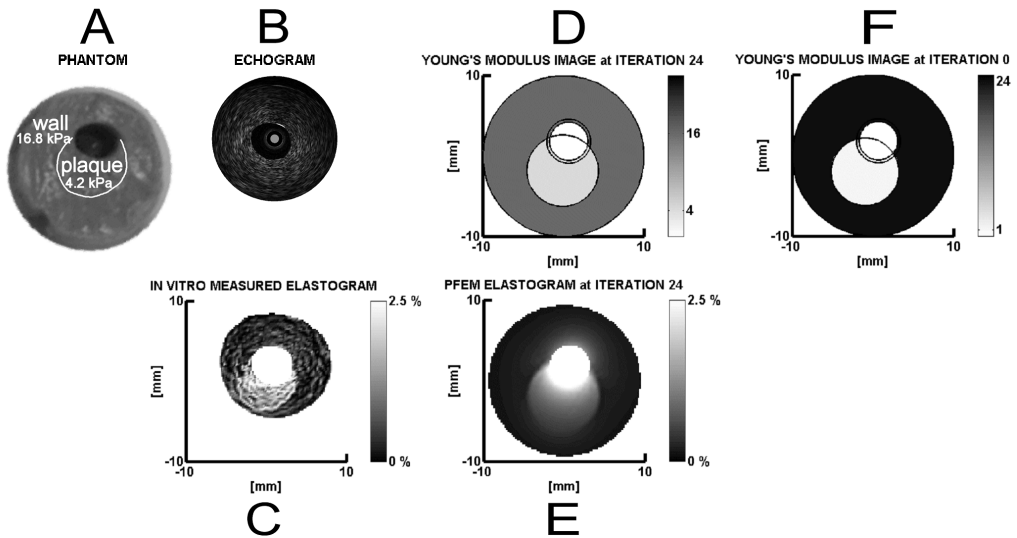 A
PHANTOM
wall
16.8 kPa
plaque
4.2 kPa
B
ECHOGRAM
D
YOUNG'S MODULUS IMAGE at ITERATION 24
10
[mm]
-10
-10
10
[mm]
16
4
F
YOUNG'S MODULUS IMAGE at ITERATION 0
10
[mm]
-10
-10
10
[mm]
24
1
IN VITRO MEASURED ELASTOGRAM
10
[mm]
-10
-10
10
[mm]
2.5 %
0 %
C
PFEM ELASTOGRAM at ITERATION 24
10
[mm]
-10
-10
10
[mm]
2.5 %
0 %
E